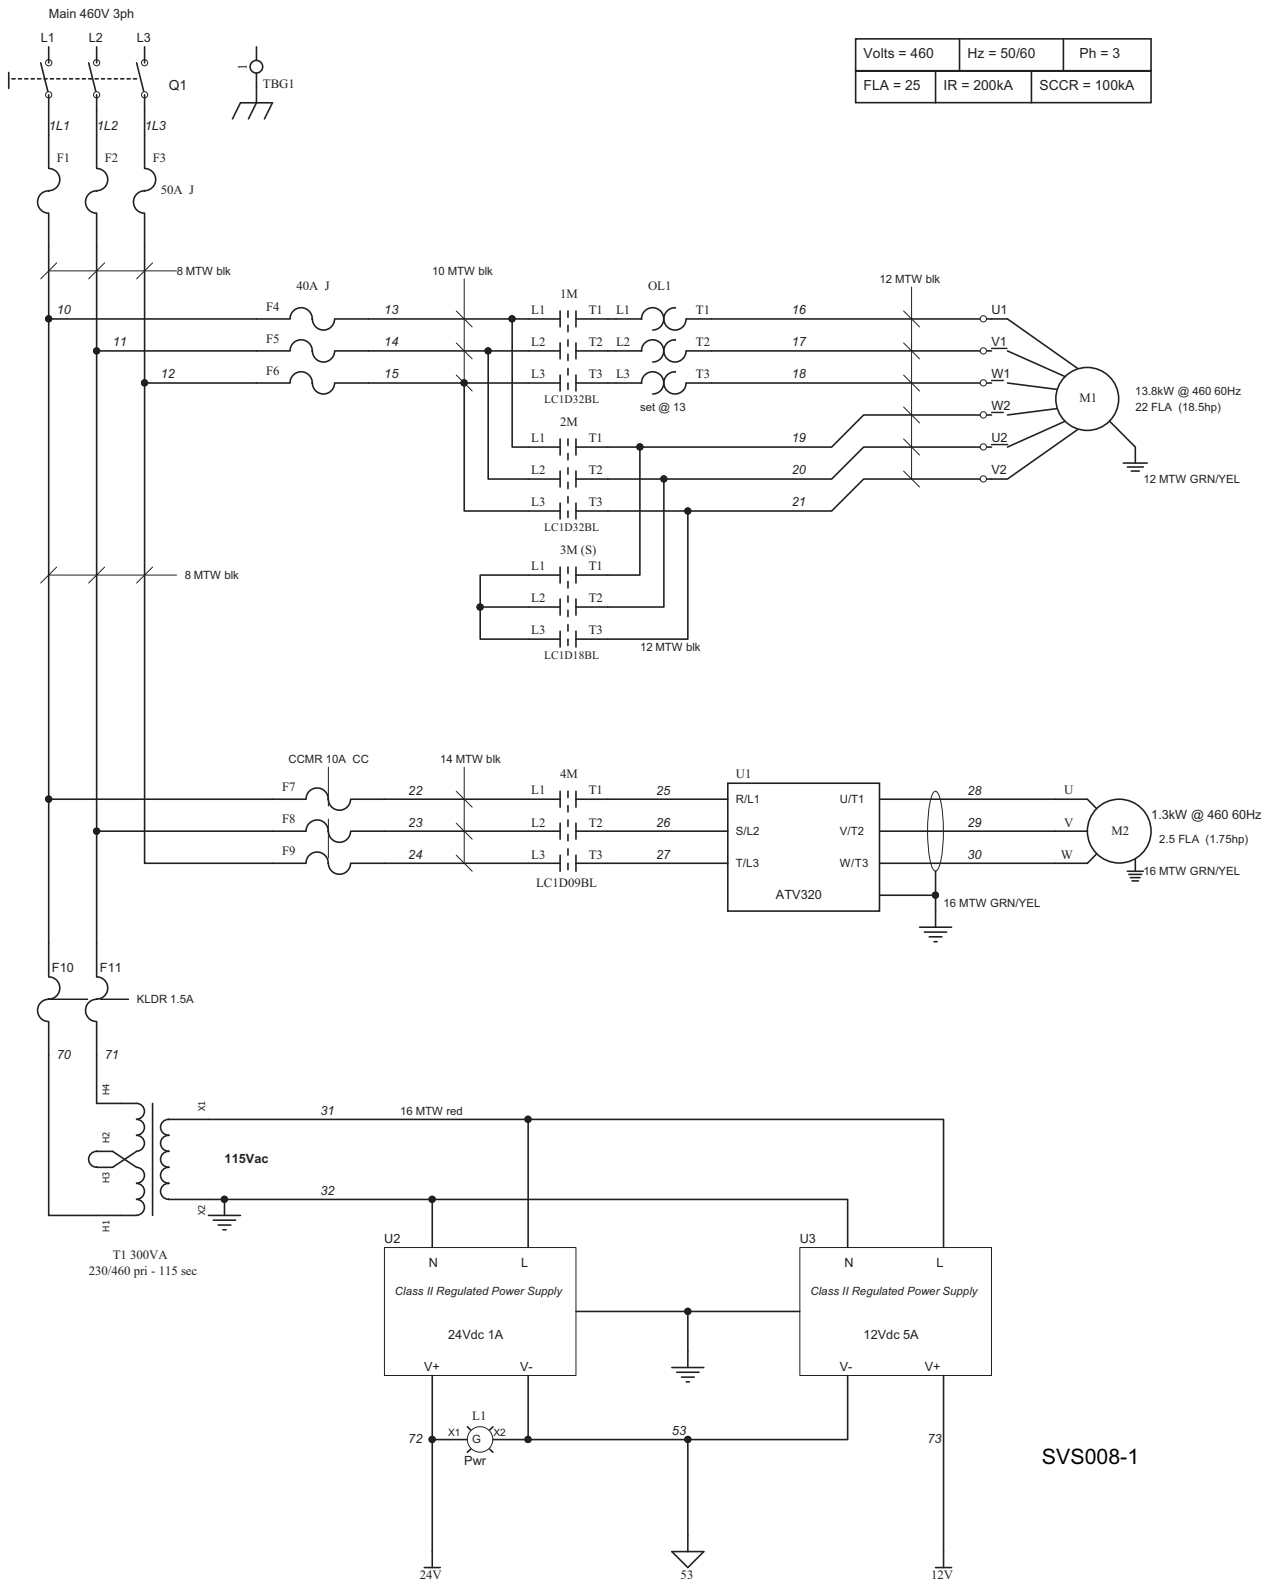 Main 460V 3ph
L1 L2 L3
Q1
1
TBG1
Volts = 460 Hz = 50/60 Ph = 3
FLA = 25 IR = 200kA SCCR = 100kA
1L1 1L2 1L3
F1 F2 F3
50A J
8 MTW blk
10 MTW blk
40A J
OL1
12 MTW blk
1M
10 F4 13 L1 T1 L1 T1 16 U1
11 F5 14 L2 T2 L2 T2 17 V1
12 F6 15 L3 T3 L3 T3 18 W1
LC1D32BL
set @ 13
M1
13.8kW @ 460 60Hz
22 FLA (18.5hp)
2M
W2
L1 T1 19 U2
L2 T2 20 V2
L3 T3 21
LC1D32BL
12 MTW GRN/YEL
3M (S)
L1 T1
8 MTW blk
L2 T2
L3 T3
LC1D18BL
12 MTW blk
CCMR 10A CC
14 MTW blk
4M
U1
F7 22 L1 T1 25 R/L1 U/T1 28 U
F8 23 L2 T2 26 S/L2 V/T2 29 V
F9 24 L3 T3 27 T/L3 W/T3 30 W
LC1D09BL
ATV320
M2
1.3kW @ 460 60Hz
2.5 FLA (1.75hp)
16 MTW GRN/YEL
16 MTW GRN/YEL
F10 F11
KLDR 1.5A
70 71
H4
X1
31
16 MTW red
H2
H3
115Vac
32
H1
X2
T1 300VA
230/460 pri - 115 sec
U2
N L
Class II Regulated Power Supply
24Vdc 1A
V+ V-
U3
N L
Class II Regulated Power Supply
12Vdc 5A
V- V+
L1
72 X1 G X2 53 73
Pwr
SVS008-1
24V 53 12V